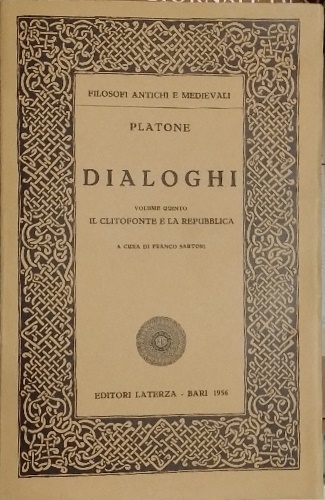 FILOSOFI ANTICHI E MEDIEVALI
PLATONE
DIALOGHI
VOLUME QUINTO
IL CLITOFONTE E LA REPUBBLICA
A CURA DI FRANCO SARTORI
EDITORI LATERZA - BARI 1956